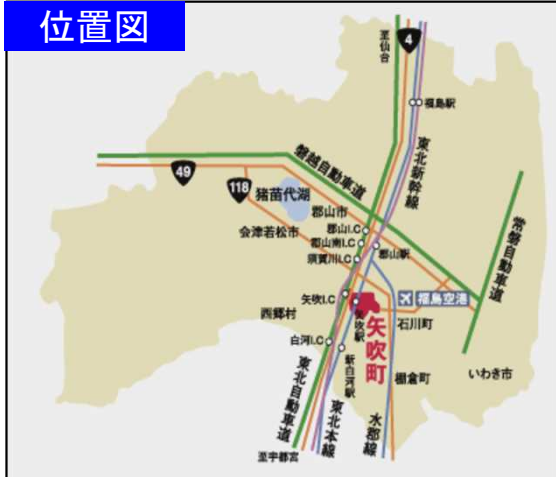 位置図
至仙台
4
福島駅
磐越自動車道
東北新幹線
49
118
猪苗代湖
郡山市
郡山I.C
会津若松市
郡山南I.C
郡山駅
須賀川I.C
常磐自動車道
矢吹I.C
福島空港
矢吹駅
西郷村
石川町
矢吹町
白河I.C
新白河駅
棚倉町
いわき市
東北自動車道
東北本線
水郡線
至宇都宮